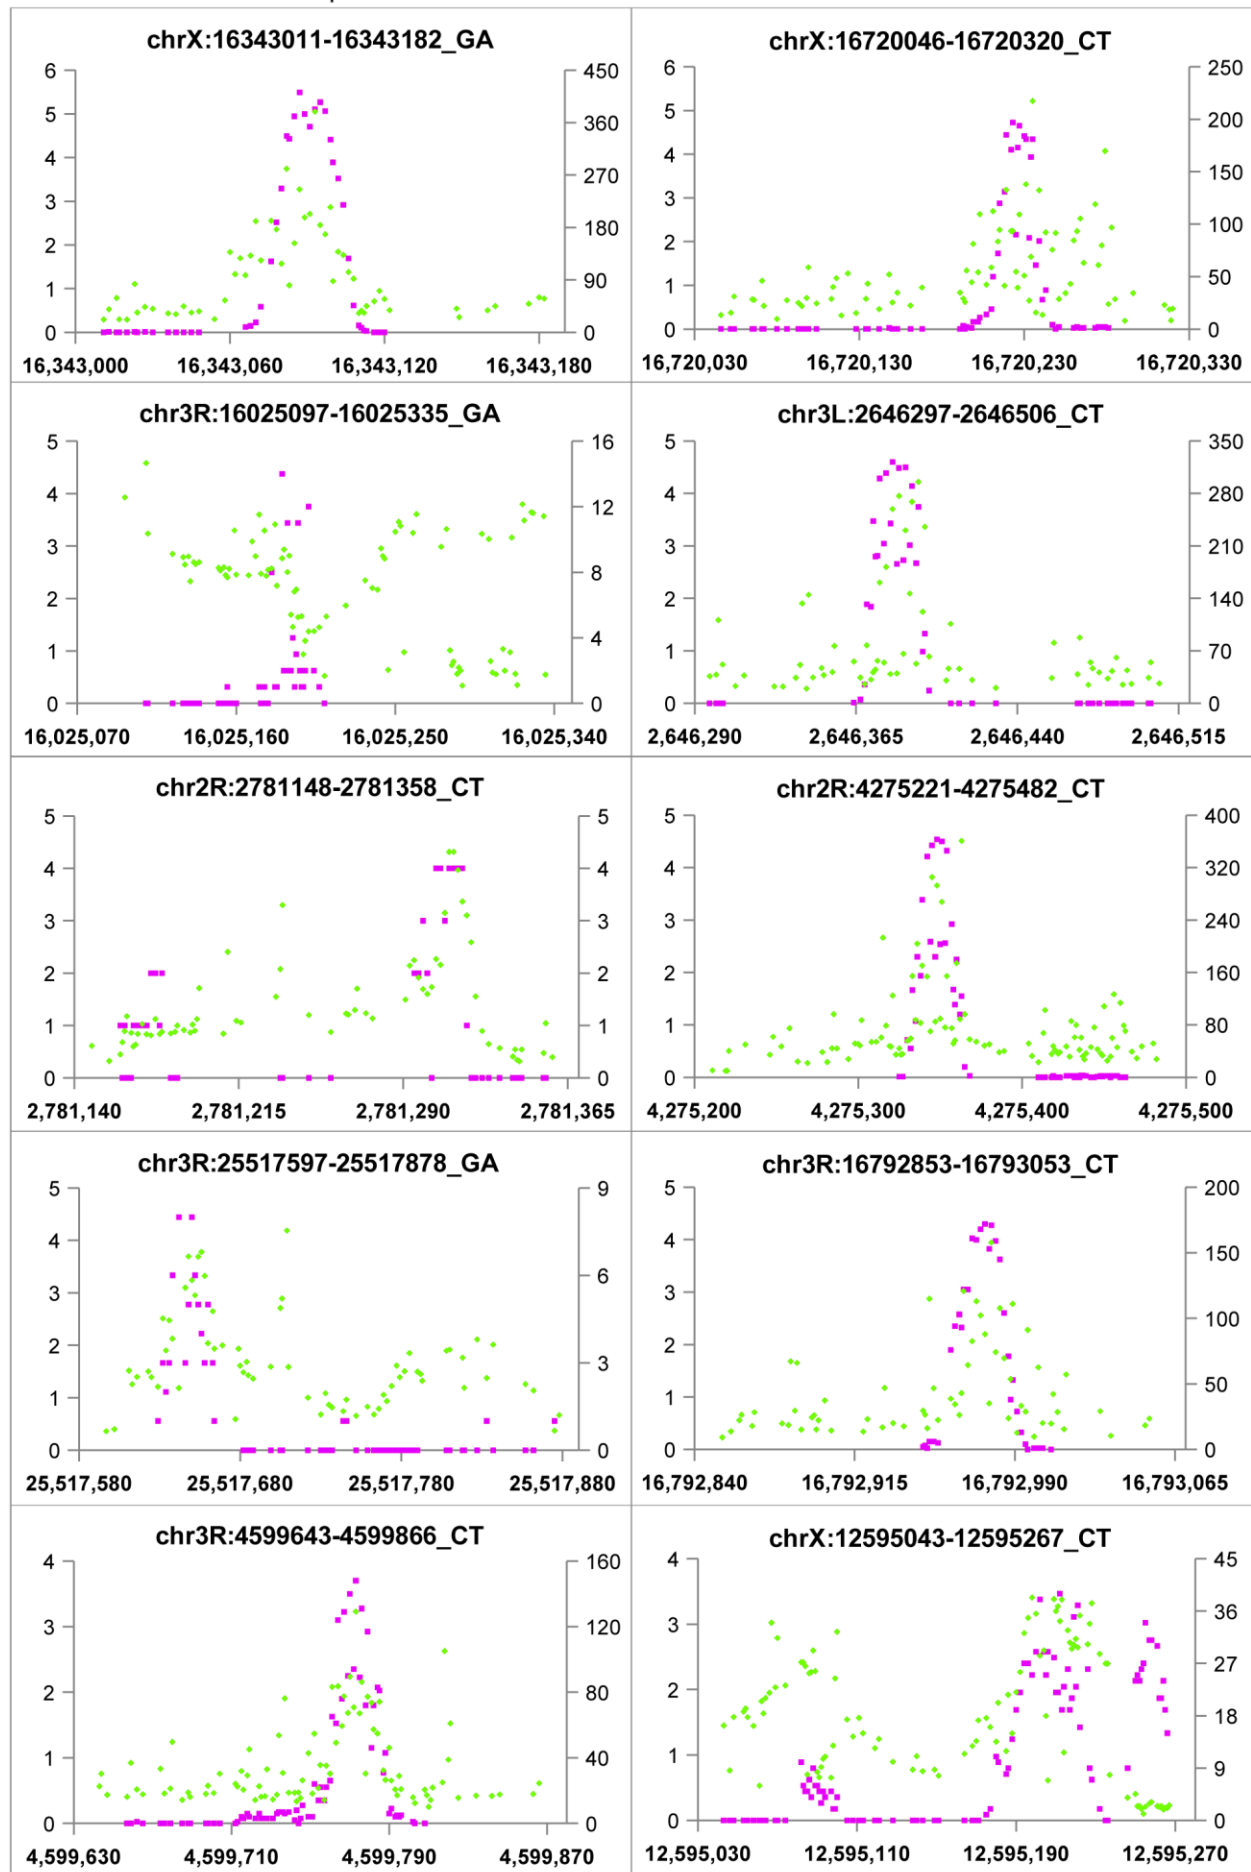 chrX:16343011-16343182_GA
6 5 4 3 2 1 0
450 360 270 180 90 0
16,343,000 16,343,060 16,343,120 16,343,180
chrX:16720046-16720320_CT
6 5 4 3 2 1 0
250 200 150 100 50 0
16,720,030 16,720,130 16,720,230 16,720,330
chr3R:16025097-16025335_GA
5 4 3 2 1 0
16 12 8 4 0
16,025,070 16,025,160 16,025,250 16,025,340
chr3L:2646297-2646506_CT
5 4 3 2 1 0
350 280 210 140 70 0
2,646,290 2,646,365 2,646,440 2,646,515
chr2R:2781148-2781358_CT
5 4 3 2 1 0
5 4 3 2 1 0
2,781,140 2,781,215 2,781,290 2,781,365
chr2R:4275221-4275482_CT
5 4 3 2 1 0
400 320 240 160 80 0
4,275,200 4,275,300 4,275,400 4,275,500
chr3R:25517597-25517878_GA
5 4 3 2 1 0
9 6 3 0
25,517,580 25,517,680 25,517,780 25,517,880
chr3R:16792853-16793053_CT
5 4 3 2 1 0
200 150 100 50 0
16,792,840 16,792,915 16,792,990 16,793,065
chr3R:4599643-4599866_CT
4 3 2 1 0
160 120 80 40 0
4,599,630 4,599,710 4,599,790 4,599,870
chrX:12595043-12595267_CT
4 3 2 1 0
45 36 27 18 9 0
12,595,030 12,595,110 12,595,190 12,595,270